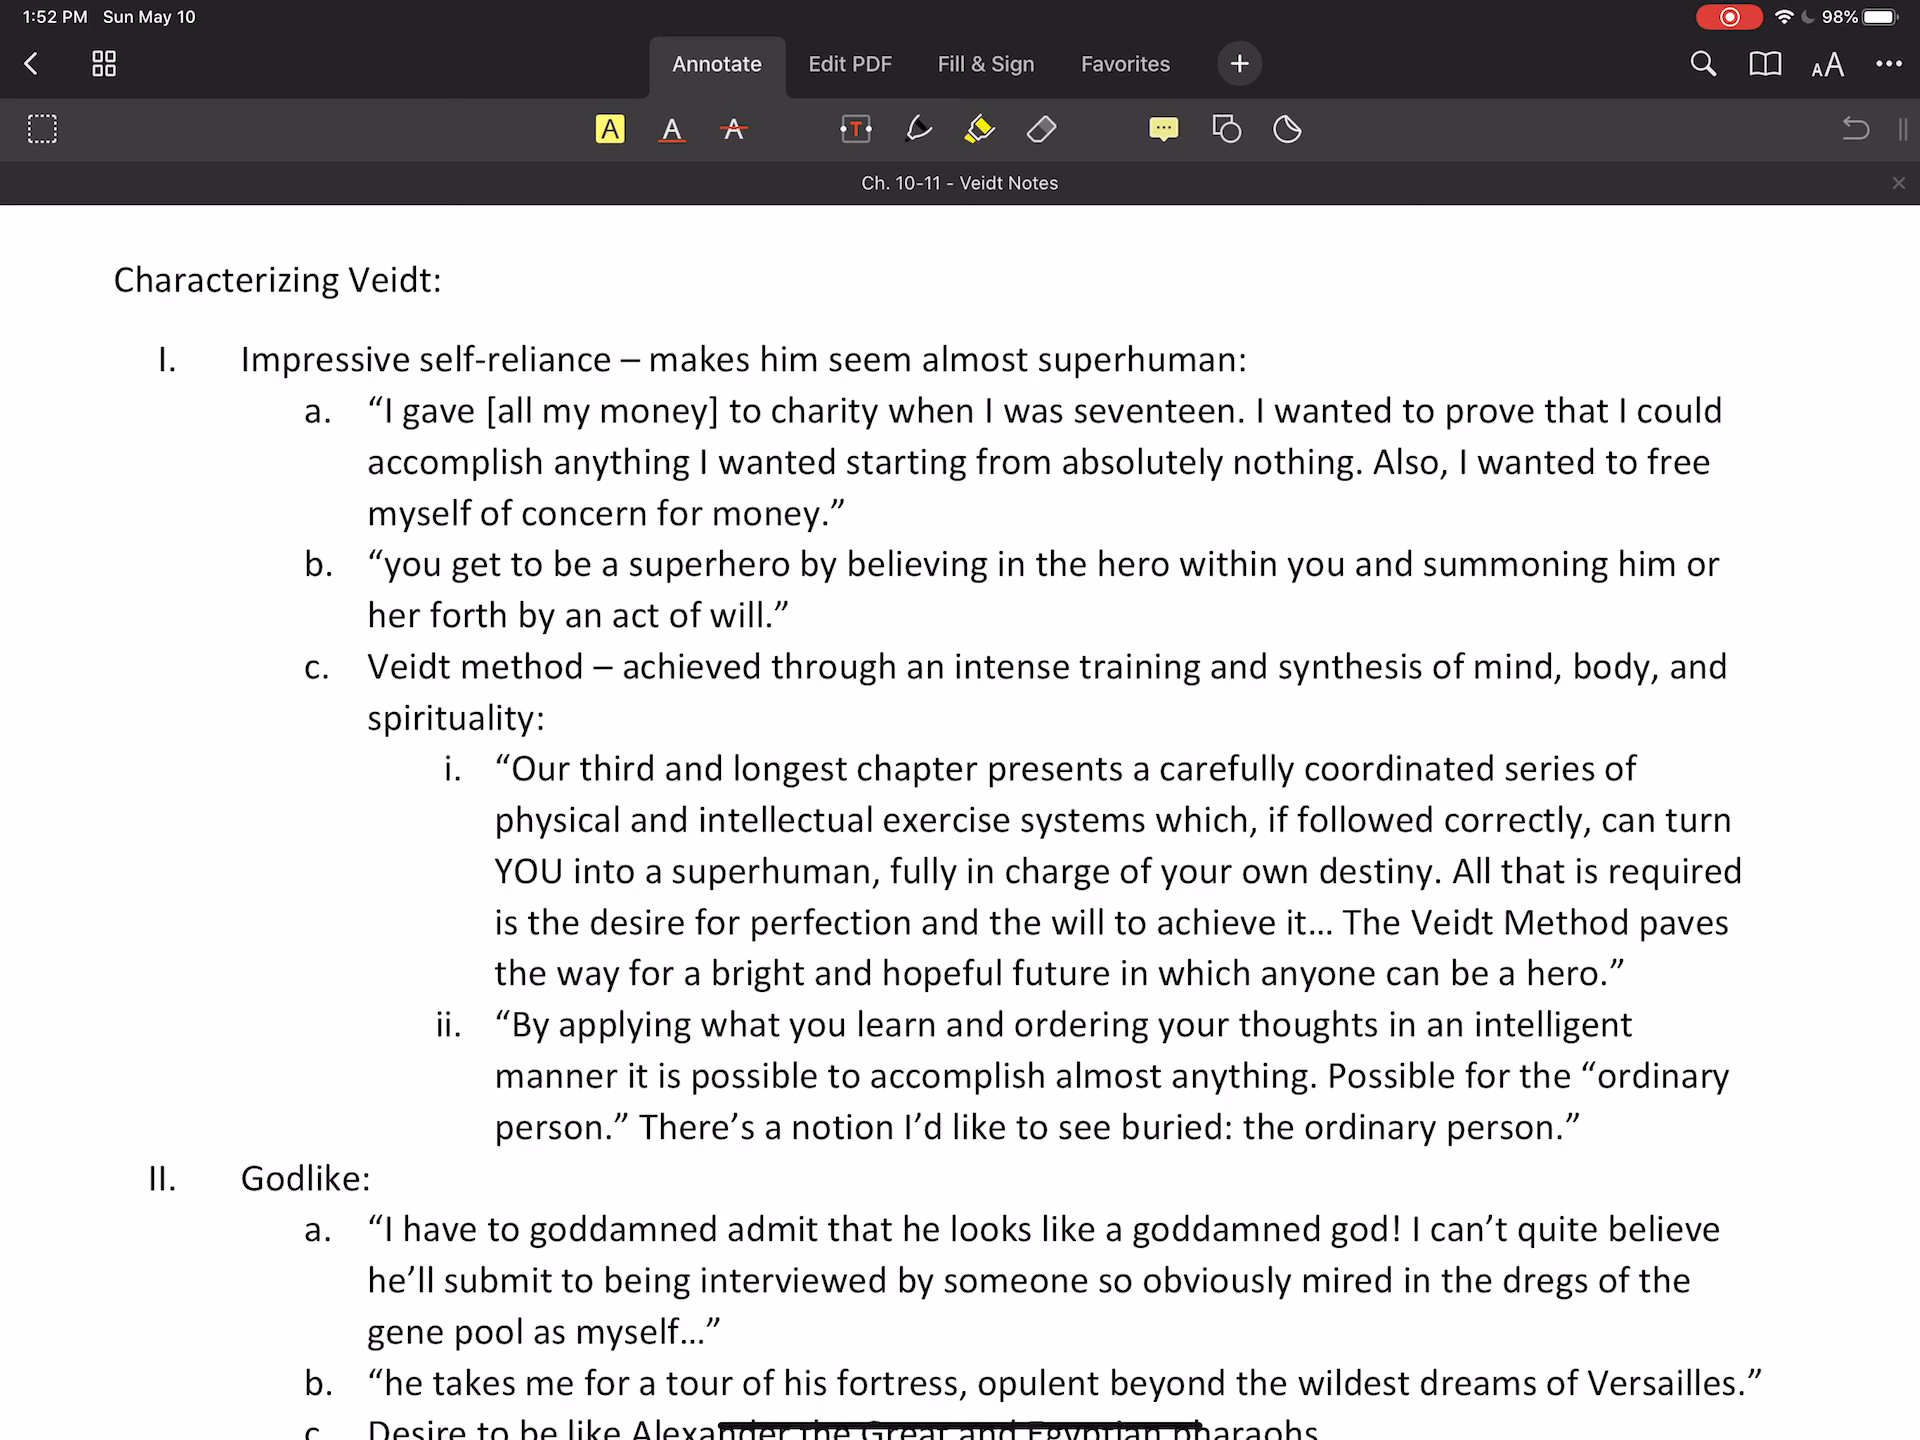 1:52 PM Sun May 10
98%
Annotate Edit PDF Fill & Sign Favorites
AA
A A A T
Ch. 10-11 - Veidt Notes
Characterizing Veidt:
I. Impressive self-reliance – makes him seem almost superhuman:
a. “I gave [all my money] to charity when I was seventeen. I wanted to prove that I could
accomplish anything I wanted starting from absolutely nothing. Also, I wanted to free
myself of concern for money.”
b. “you get to be a superhero by believing in the hero within you and summoning him or
her forth by an act of will.”
c. Veidt method – achieved through an intense training and synthesis of mind, body, and
spirituality:
i. “Our third and longest chapter presents a carefully coordinated series of
physical and intellectual exercise systems which, if followed correctly, can turn
YOU into a superhuman, fully in charge of your own destiny. All that is required
is the desire for perfection and the will to achieve it… The Veidt Method paves
the way for a bright and hopeful future in which anyone can be a hero.”
ii. “By applying what you learn and ordering your thoughts in an intelligent
manner it is possible to accomplish almost anything. Possible for the “ordinary
person.” There’s a notion I’d like to see buried: the ordinary person.”
II. Godlike:
a. “I have to goddamned admit that he looks like a goddamned god! I can’t quite believe
he’ll submit to being interviewed by someone so obviously mired in the dregs of the
gene pool as myself…”
b. “he takes me for a tour of his fortress, opulent beyond the wildest dreams of Versailles.”
c. Desire to be like Alexander the Great and Egyptian pharaohs